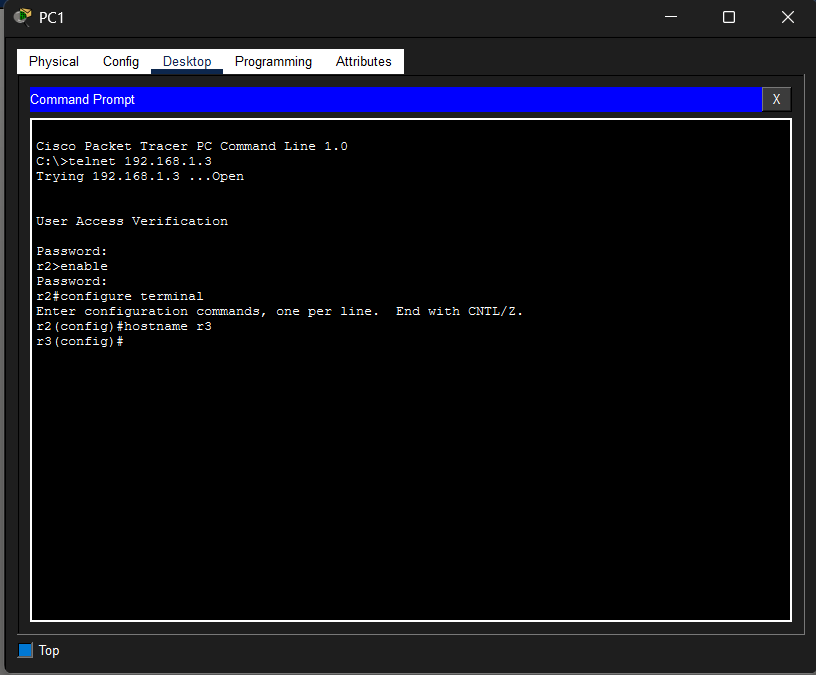 PC1
Physical Config Desktop Programming Attributes
Command Prompt X
Cisco Packet Tracer PC Command Line 1.0
C:\>telnet 192.168.1.3
Trying 192.168.1.3 ...Open
User Access Verification
Password:
r2>enable
Password:
r2#configure terminal
Enter configuration commands, one per line.  End with CNTL/Z.
r2(config)#hostname r3
r3(config)#
Top